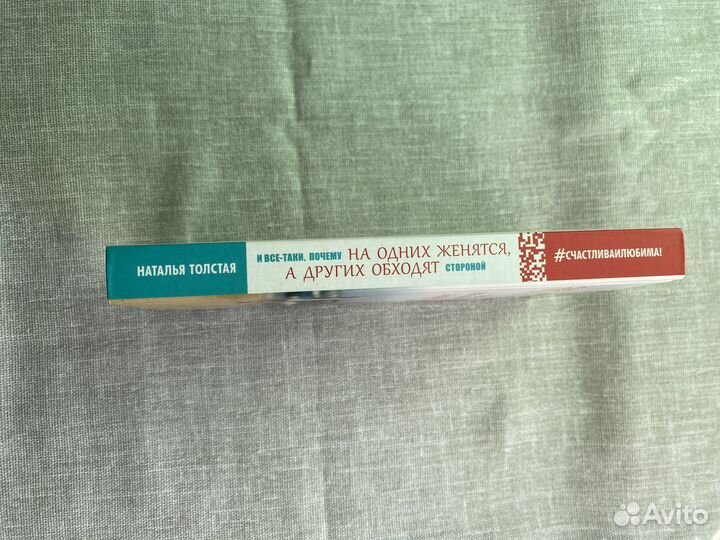 НАТАЛЬЯ ТОЛСТАЯ
И ВСЕ-ТАКИ, ПОЧЕМУ НА ОДНИХ ЖЕНЯТСЯ,
А ДРУГИХ ОБХОДЯТ СТОРОНОЙ
#СЧАСТЛИВАИЛЮБИМА!
Avito